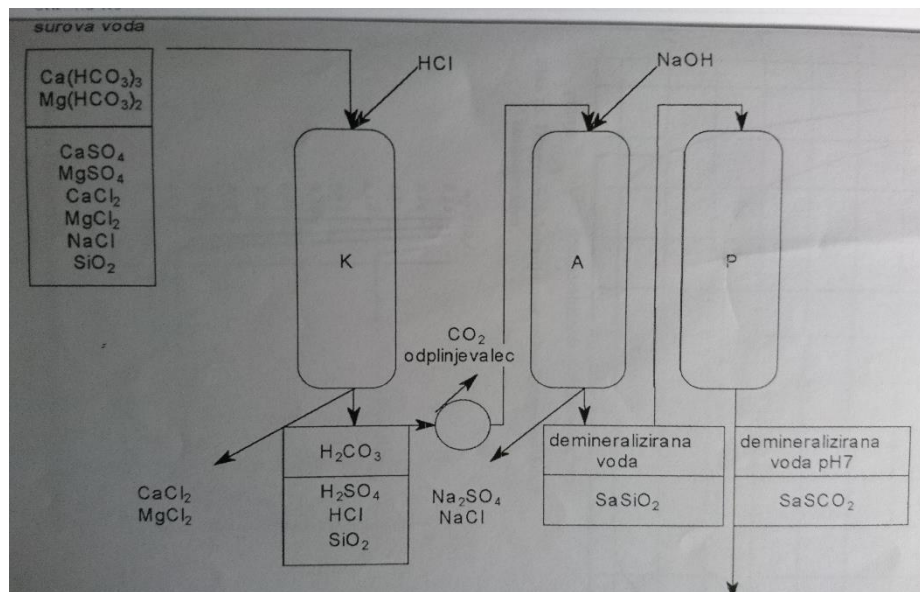 surova voda
Ca(HCO₃)₃
Mg(HCO₃)₂
CaSO₄
MgSO₄
CaCl₂
MgCl₂
NaCl
SiO₂
HCl
K
CaCl₂
MgCl₂
H₂CO₃
H₂SO₄
HCl
SiO₂
CO₂
odplinjevalec
NaOH
A
Na₂SO₄
NaCl
demineralizirana
voda
SaSiO₂
P
demineralizirana
voda pH7
SaSCO₂